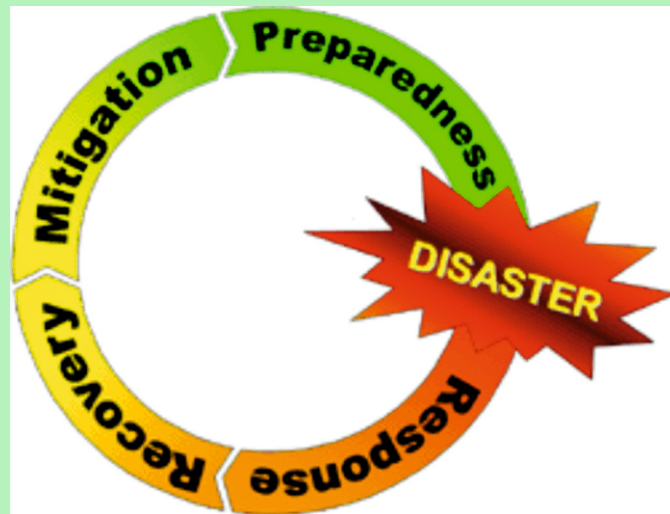 Preparedness
DISASTER
Response
Recovery
Mitigation